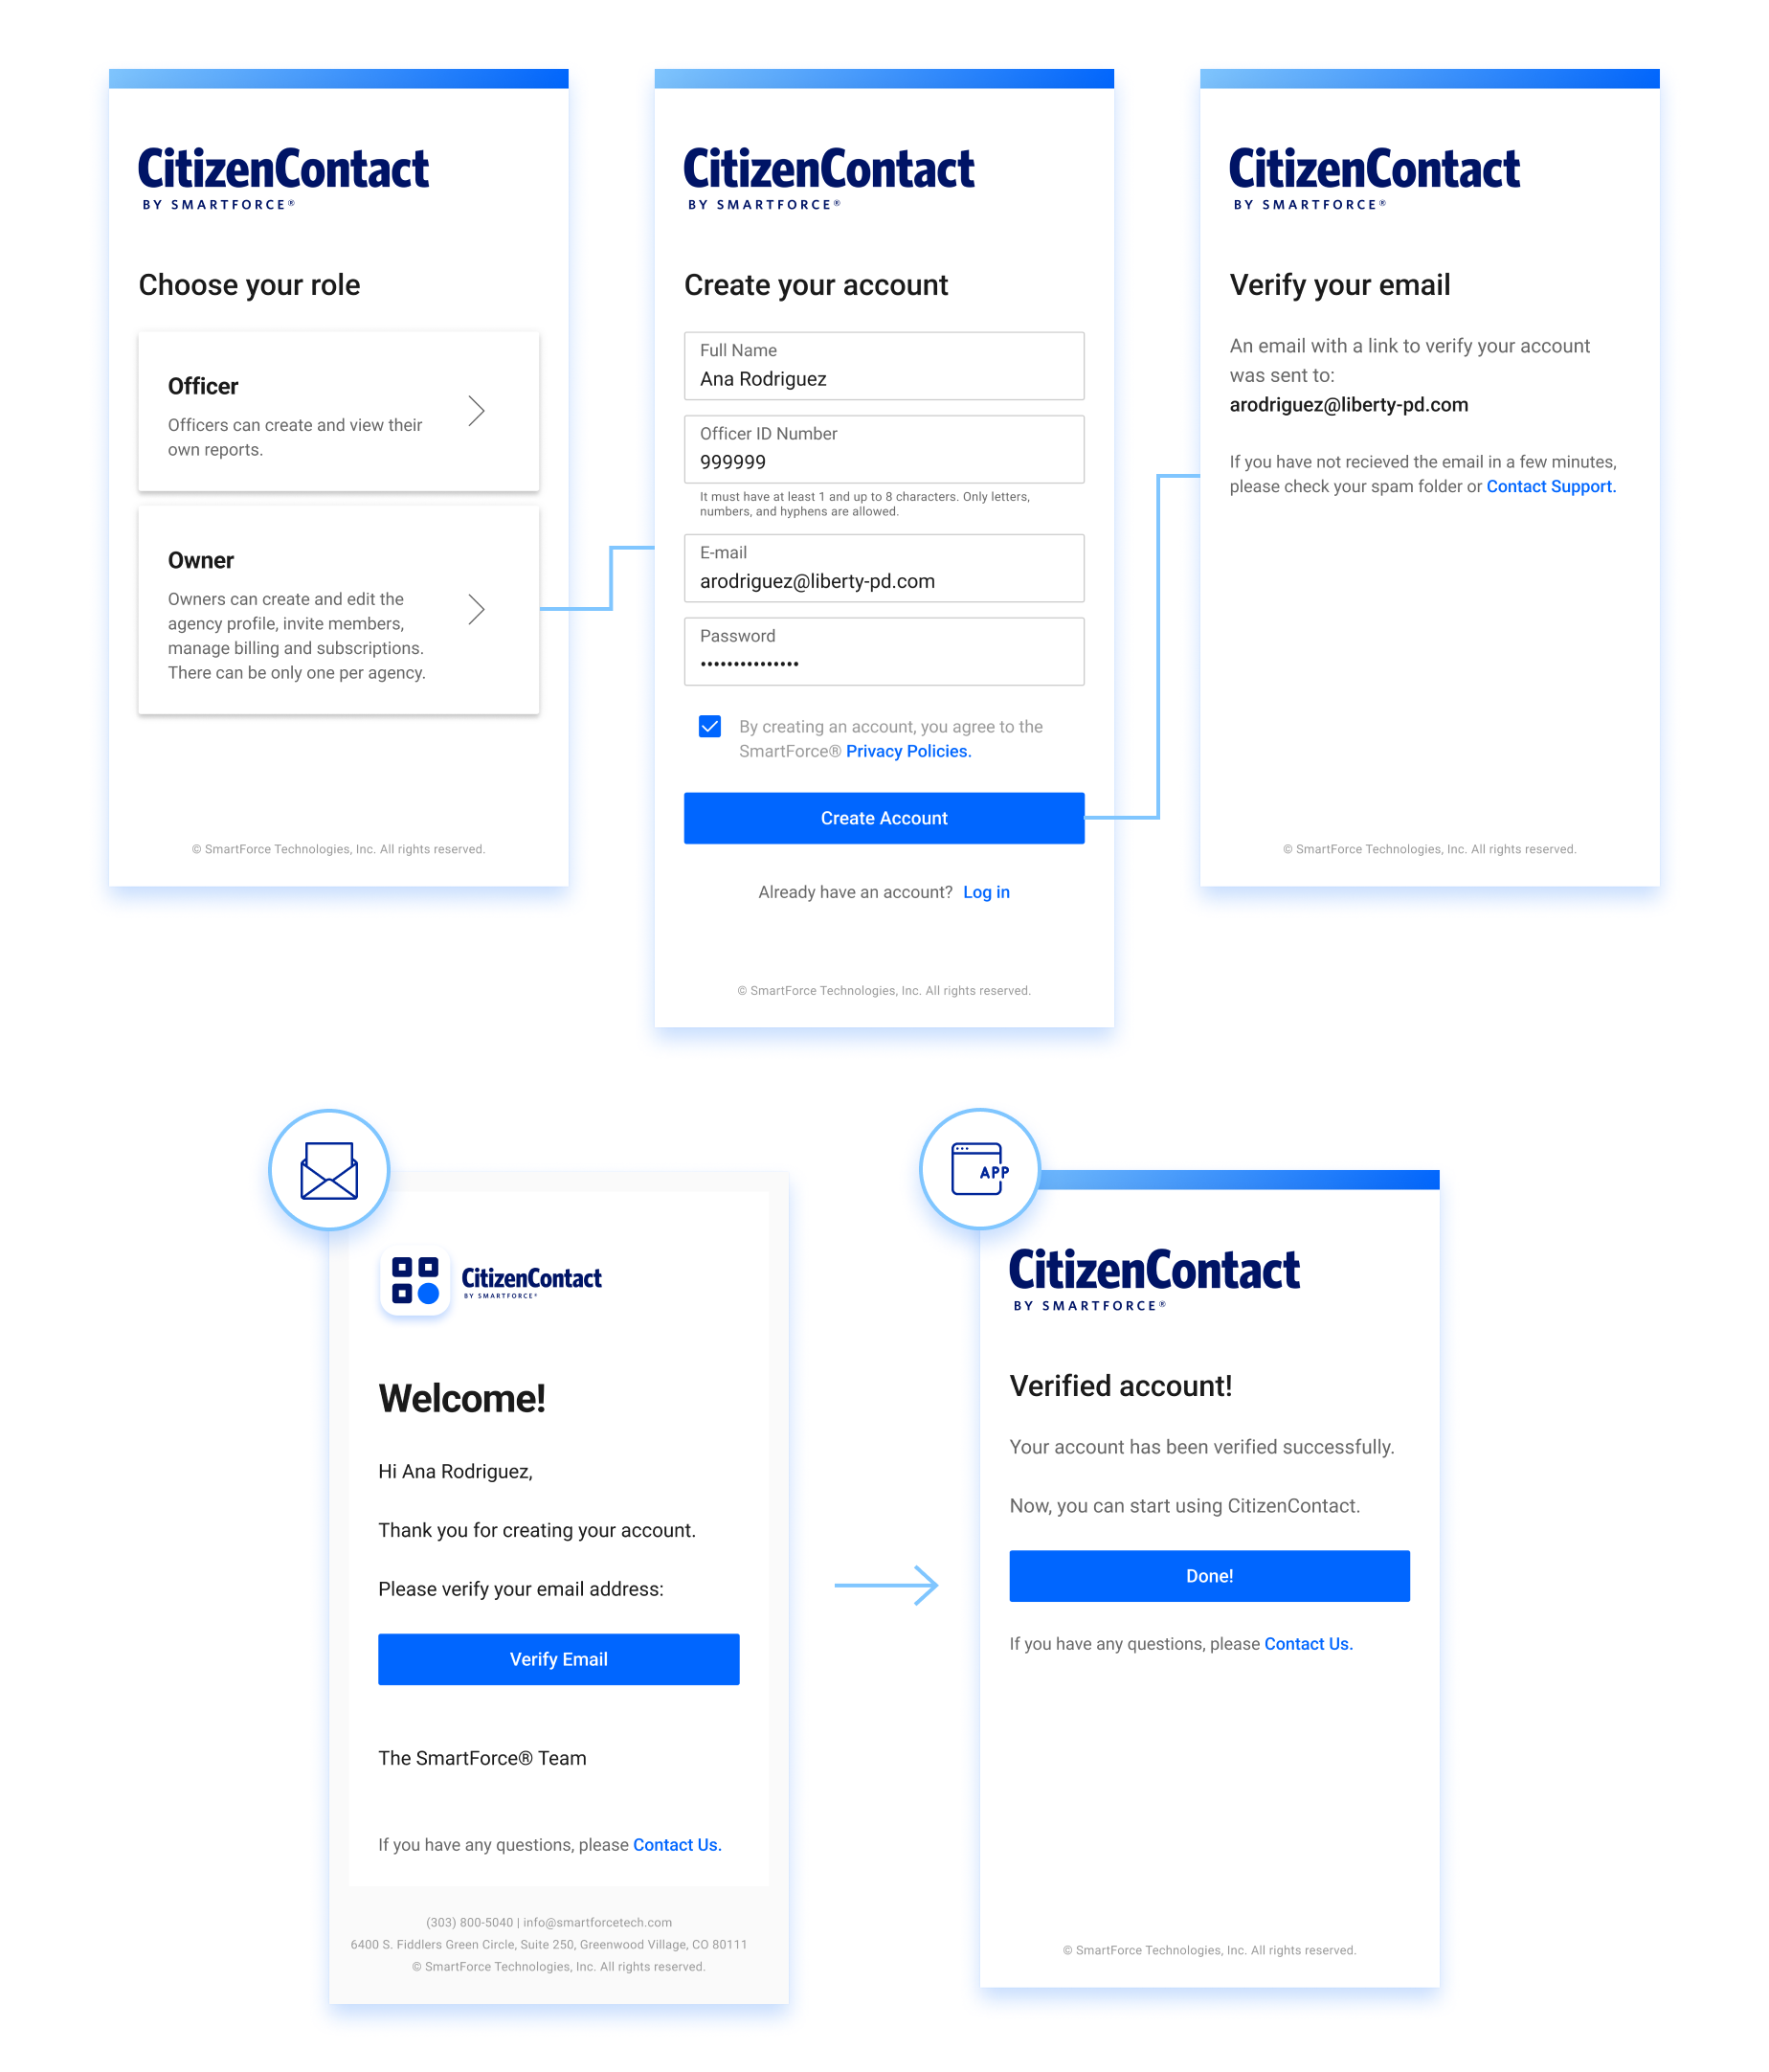 CitizenContact
BY SMARTFORCE®
Choose your role
Officer
Officers can create and view their
own reports.
Owner
Owners can create and edit the
agency profile, invite members,
manage billing and subscriptions.
There can be only one per agency.
© SmartForce Technologies, Inc. All rights reserved.
CitizenContact
BY SMARTFORCE®
Create your account
Full Name
Ana Rodriguez
Officer ID Number
999999
It must have at least 1 and up to 8 characters. Only letters,
numbers, and hyphens are allowed.
E-mail
arodriguez@liberty-pd.com
Password
•••••••••••••••
By creating an account, you agree to the
SmartForce® Privacy Policies.
Create Account
Already have an account? Log in
© SmartForce Technologies, Inc. All rights reserved.
CitizenContact
BY SMARTFORCE®
Verify your email
An email with a link to verify your account
was sent to:
arodriguez@liberty-pd.com
If you have not recieved the email in a few minutes,
please check your spam folder or Contact Support.
© SmartForce Technologies, Inc. All rights reserved.
CitizenContact
BY SMARTFORCE®
Welcome!
Hi Ana Rodriguez,
Thank you for creating your account.
Please verify your email address:
Verify Email
The SmartForce® Team
If you have any questions, please Contact Us.
(303) 800-5040 | info@smartforcetech.com
6400 S. Fiddlers Green Circle, Suite 250, Greenwood Village, CO 80111
© SmartForce Technologies, Inc. All rights reserved.
APP
CitizenContact
BY SMARTFORCE®
Verified account!
Your account has been verified successfully.
Now, you can start using CitizenContact.
Done!
If you have any questions, please Contact Us.
© SmartForce Technologies, Inc. All rights reserved.